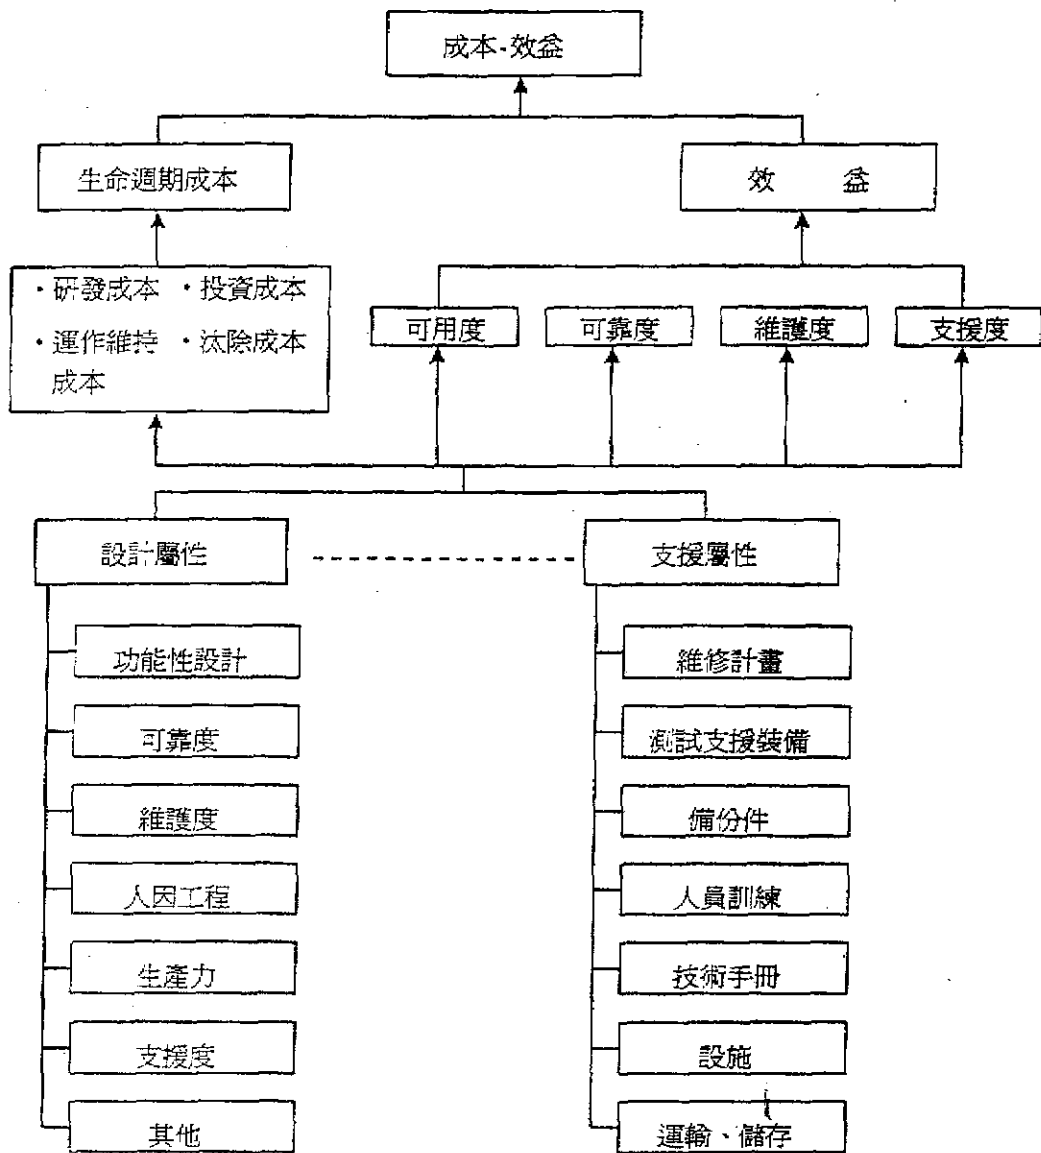 成本-效益
生命週期成本
效 益
・研發成本 ・投資成本
・運作維持 ・汰除成本
成本
可用度
可靠度
維護度
支援度
設計屬性
支援屬性
功能性設計
可靠度
維護度
人因工程
生產力
支援度
其他
維修計畫
測試支援裝備
備份件
人員訓練
技術手冊
設施
運輸、儲存